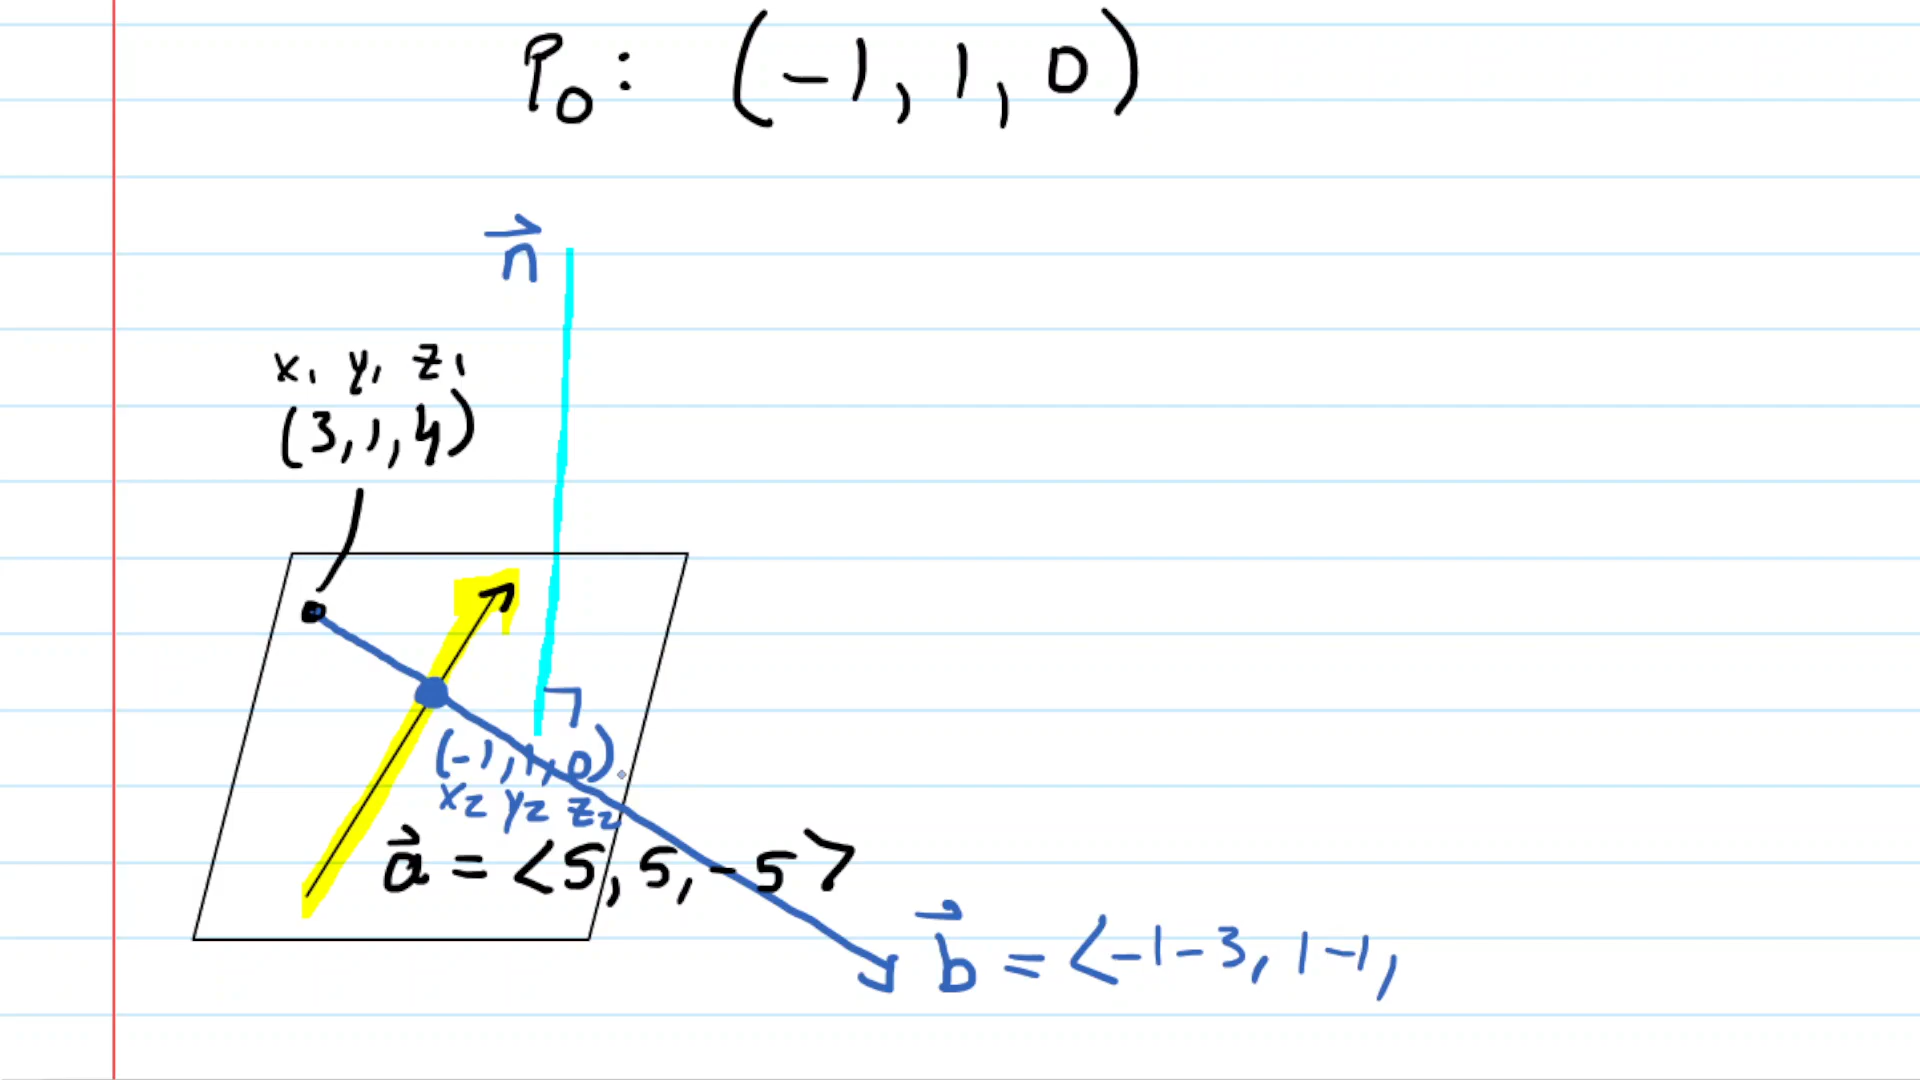 P₀: (-1, 1, 0)
n⃗
x₁ y₁ z₁
(3, 1, 4)
(-1, 1, 0)
x₂ y₂ z₂
a⃗ = <5, 5, -5>
b⃗ = <-1-3, 1-1,